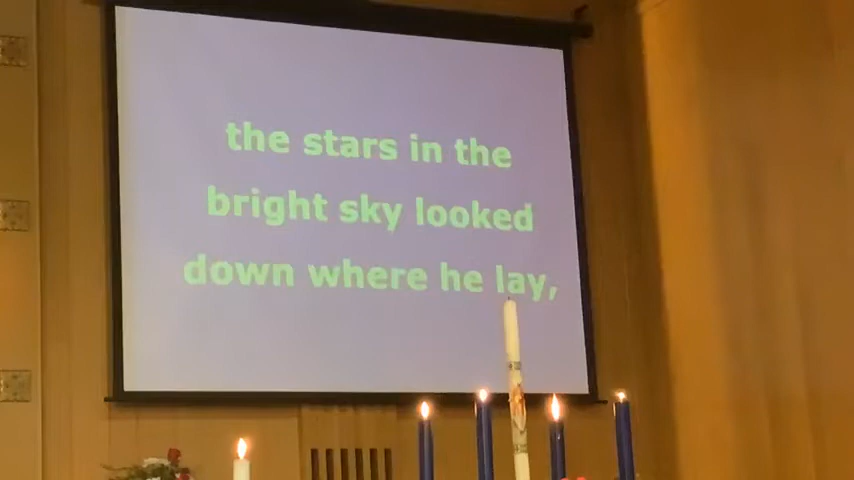 the stars in the
bright sky looked
down where he lay,